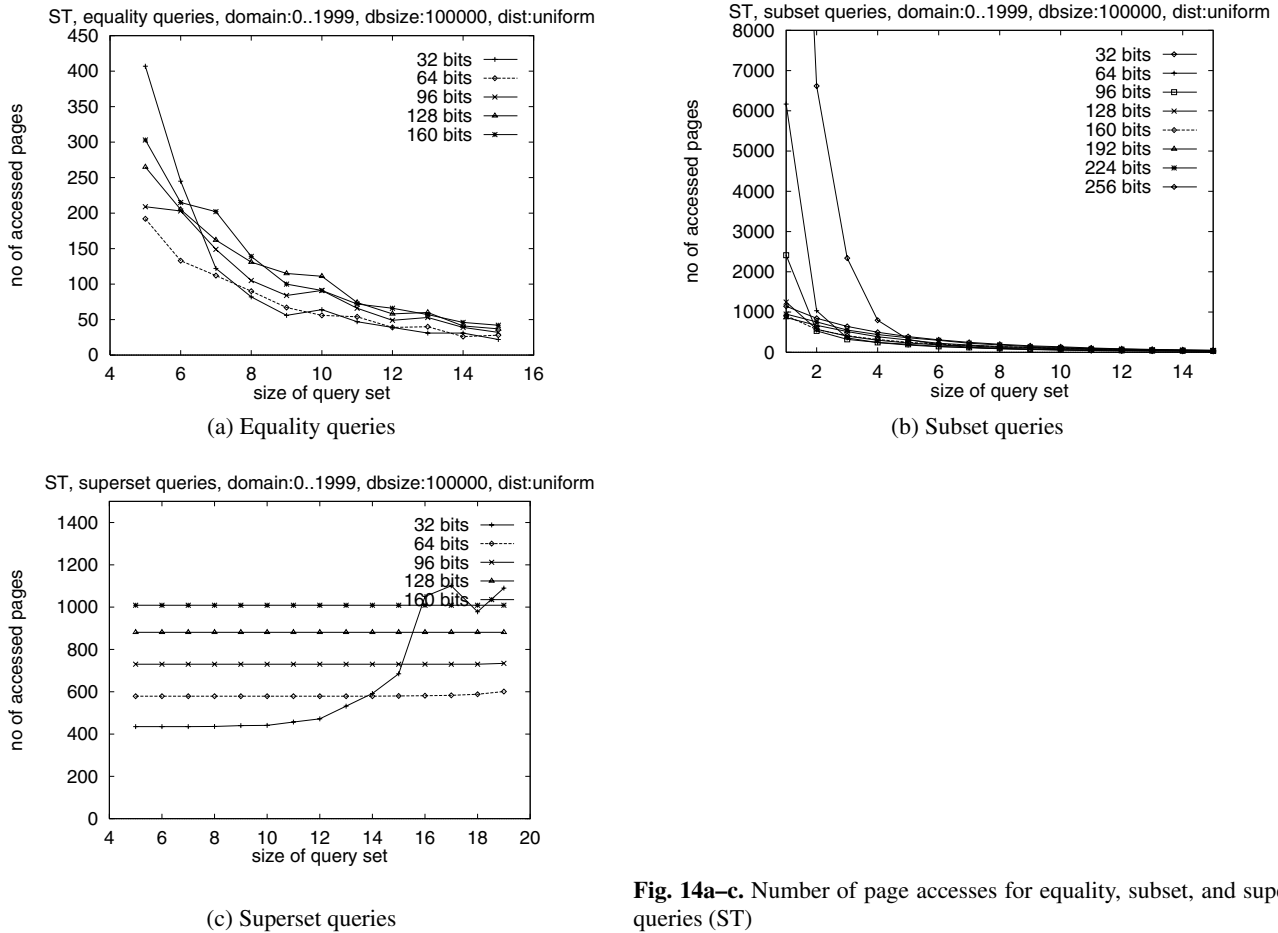 ST, equality queries, domain:0..1999, dbsize:100000, dist:uniform
450
400
350
300
250
200
150
100
50
0
no of accessed pages
32 bits
64 bits
96 bits
128 bits
160 bits
4 6 8 10 12 14 16
size of query set
(a) Equality queries
ST, subset queries, domain:0..1999, dbsize:100000, dist:uniform
8000
7000
6000
5000
4000
3000
2000
1000
0
no of accessed pages
32 bits
64 bits
96 bits
128 bits
160 bits
192 bits
224 bits
256 bits
2 4 6 8 10 12 14
size of query set
(b) Subset queries
ST, superset queries, domain:0..1999, dbsize:100000, dist:uniform
1400
1200
1000
800
600
400
200
0
no of accessed pages
32 bits
64 bits
96 bits
128 bits
160 bits
4 6 8 10 12 14 16 18 20
size of query set
(c) Superset queries
Fig. 14a–c. Number of page accesses for equality, subset, and supe
queries (ST)